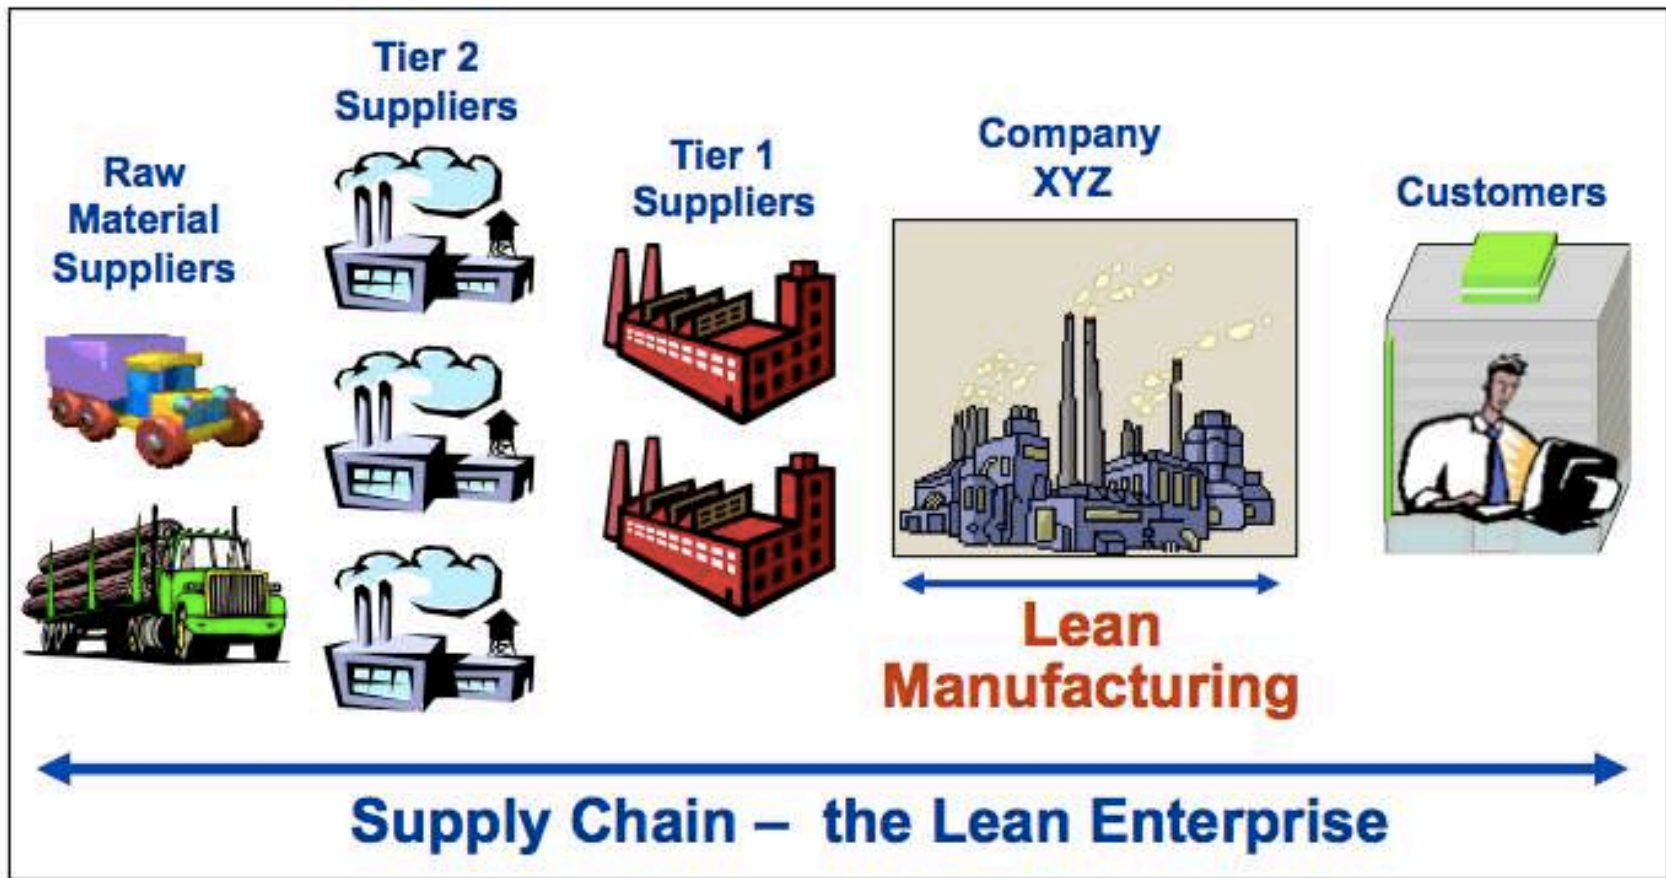 Raw
Material
Suppliers
Tier 2
Suppliers
Tier 1
Suppliers
Company
XYZ
Customers
Lean
Manufacturing
Supply Chain – the Lean Enterprise